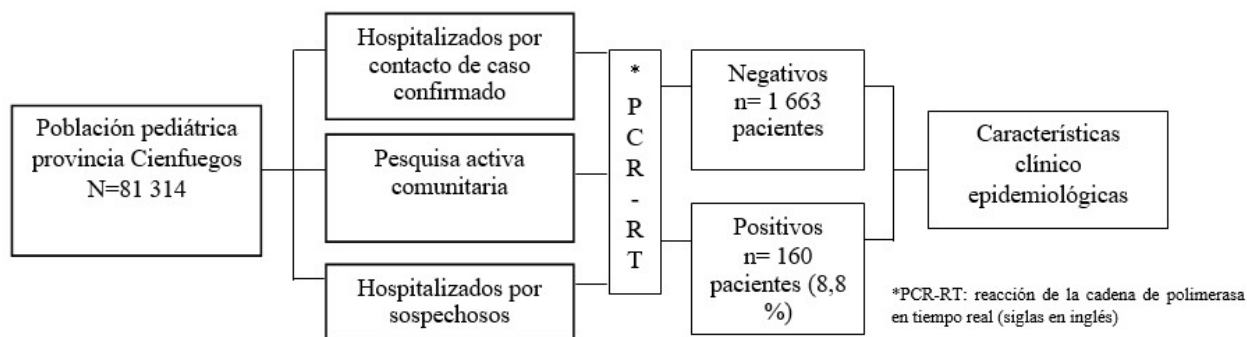 Población pediátrica
provincia Cienfuegos
N=81 314
Hospitalizados por
contacto de caso
confirmado
Pesquisa activa
comunitaria
Hospitalizados por
sospechosos
*
P
C
R
-
R
T
Negativos
n= 1 663
pacientes
Positivos
n= 160
pacientes (8,8
%)
Características
clínico
epidemiológicas
*PCR-RT: reacción de la cadena de polimerasa
en tiempo real (siglas en inglés)